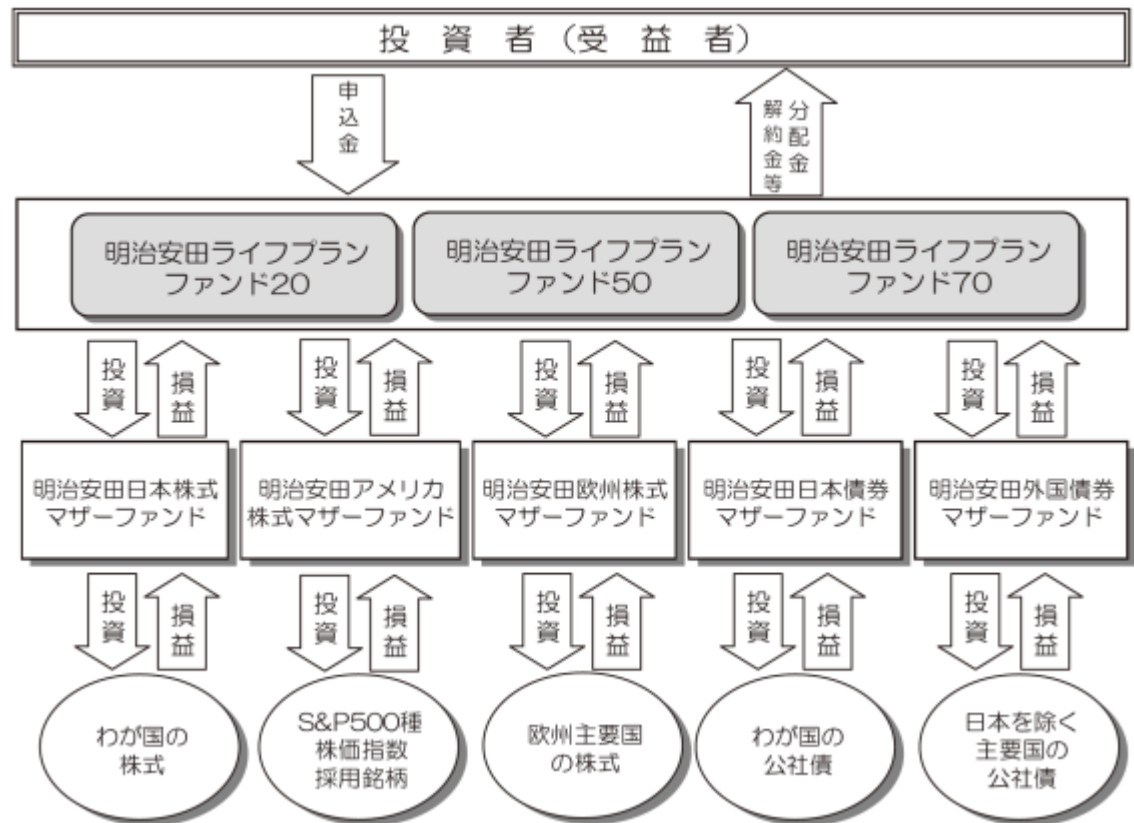 投資者(受益者)
申込金
分配金
解約金等
明治安田ライフプラン
ファンド20
明治安田ライフプラン
ファンド50
明治安田ライフプラン
ファンド70
投資
損益
投資
損益
投資
損益
投資
損益
投資
損益
明治安田日本株式
マザーファンド
明治安田アメリカ
株式マザーファンド
明治安田欧州株式
マザーファンド
明治安田日本債券
マザーファンド
明治安田外国債券
マザーファンド
投資
損益
投資
損益
投資
損益
投資
損益
投資
損益
わが国の
株式
S&P500種
株価指数
採用銘柄
欧州主要国
の株式
わが国の
公社債
日本を除く
主要国の
公社債